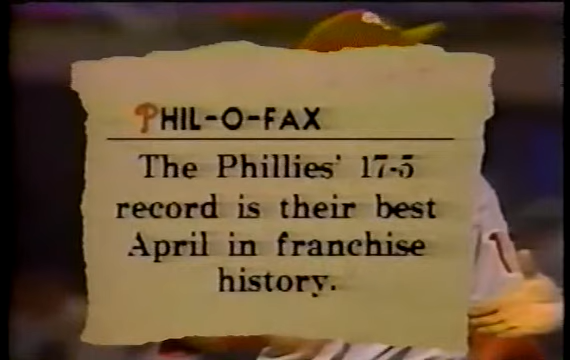 PHIL-O-FAX
The Phillies' 17-5
record is their best
April in franchise
history.